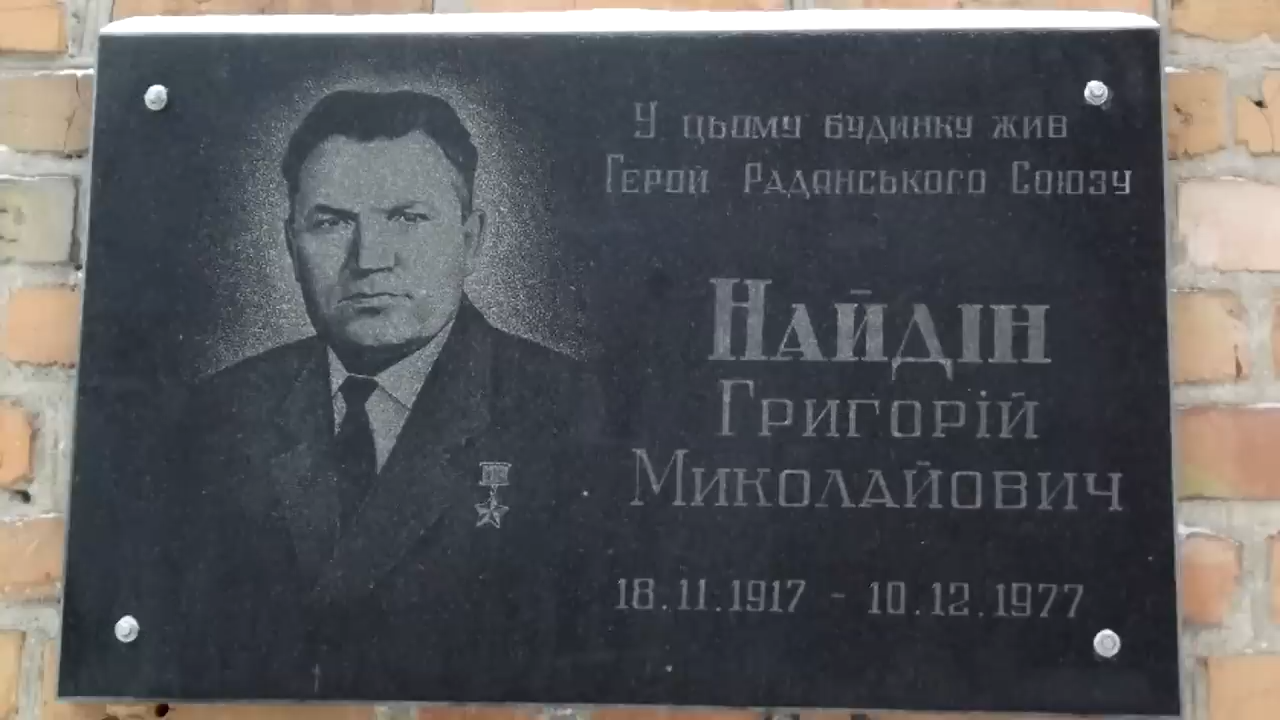 У цьому будинку жив
Герой Радянського Союзу
Найдін
Григорій
Миколайович
18.11.1917 - 10.12.1977